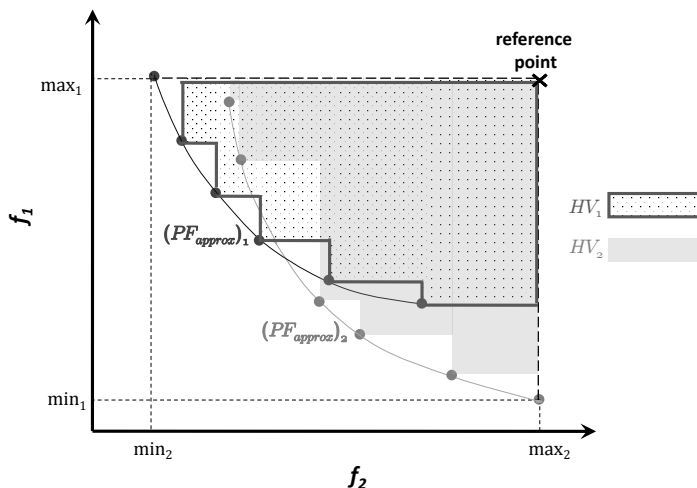 reference
point
max₁
HV₁
f₁
(PF_approx)₁
HV₂
(PF_approx)₂
min₁
min₂
max₂
f₂